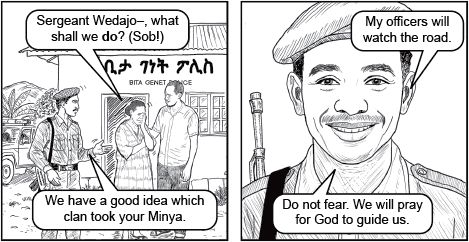 Sergeant Wedajo–, what
shall we do? (Sob!)
ቢታ ገነት ፖሊስ
BITA GENET POLICE
We have a good idea which
clan took your Minya.
My officers will
watch the road.
Do not fear. We will pray
for God to guide us.